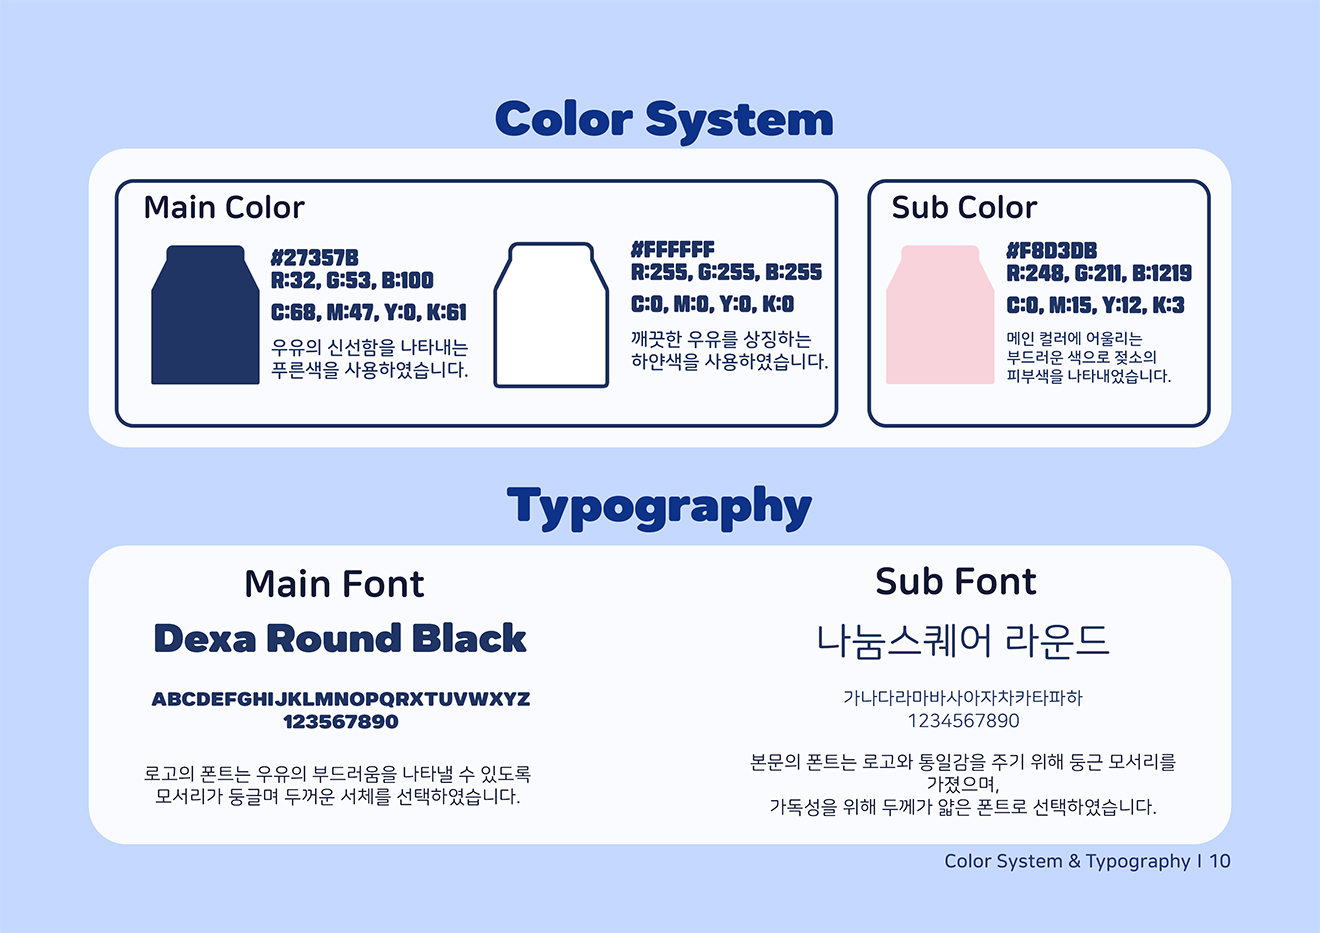 Color System
Main Color
#27357B
R:32, G:53, B:100
C:68, M:47, Y:0, K:61
우유의 신선함을 나타내는
푸른색을 사용하였습니다.
#FFFFFF
R:255, G:255, B:255
C:0, M:0, Y:0, K:0
깨끗한 우유를 상징하는
하얀색을 사용하였습니다.
Sub Color
#F8D3DB
R:248, G:211, B:1219
C:0, M:15, Y:12, K:3
메인 컬러에 어울리는
부드러운 색으로 젖소의
피부색을 나타내었습니다.
Typography
Main Font
Dexa Round Black
ABCDEFGHIJKLMNOPQRXTUVWXYZ
123567890
로고의 폰트는 우유의 부드러움을 나타낼 수 있도록
모서리가 둥글며 두꺼운 서체를 선택하였습니다.
Sub Font
나눔스퀘어 라운드
가나다라마바사아자차카타파하
1234567890
본문의 폰트는 로고와 통일감을 주기 위해 둥근 모서리를
가졌으며,
가독성을 위해 두께가 얇은 폰트로 선택하였습니다.
Color System & Typography I 10